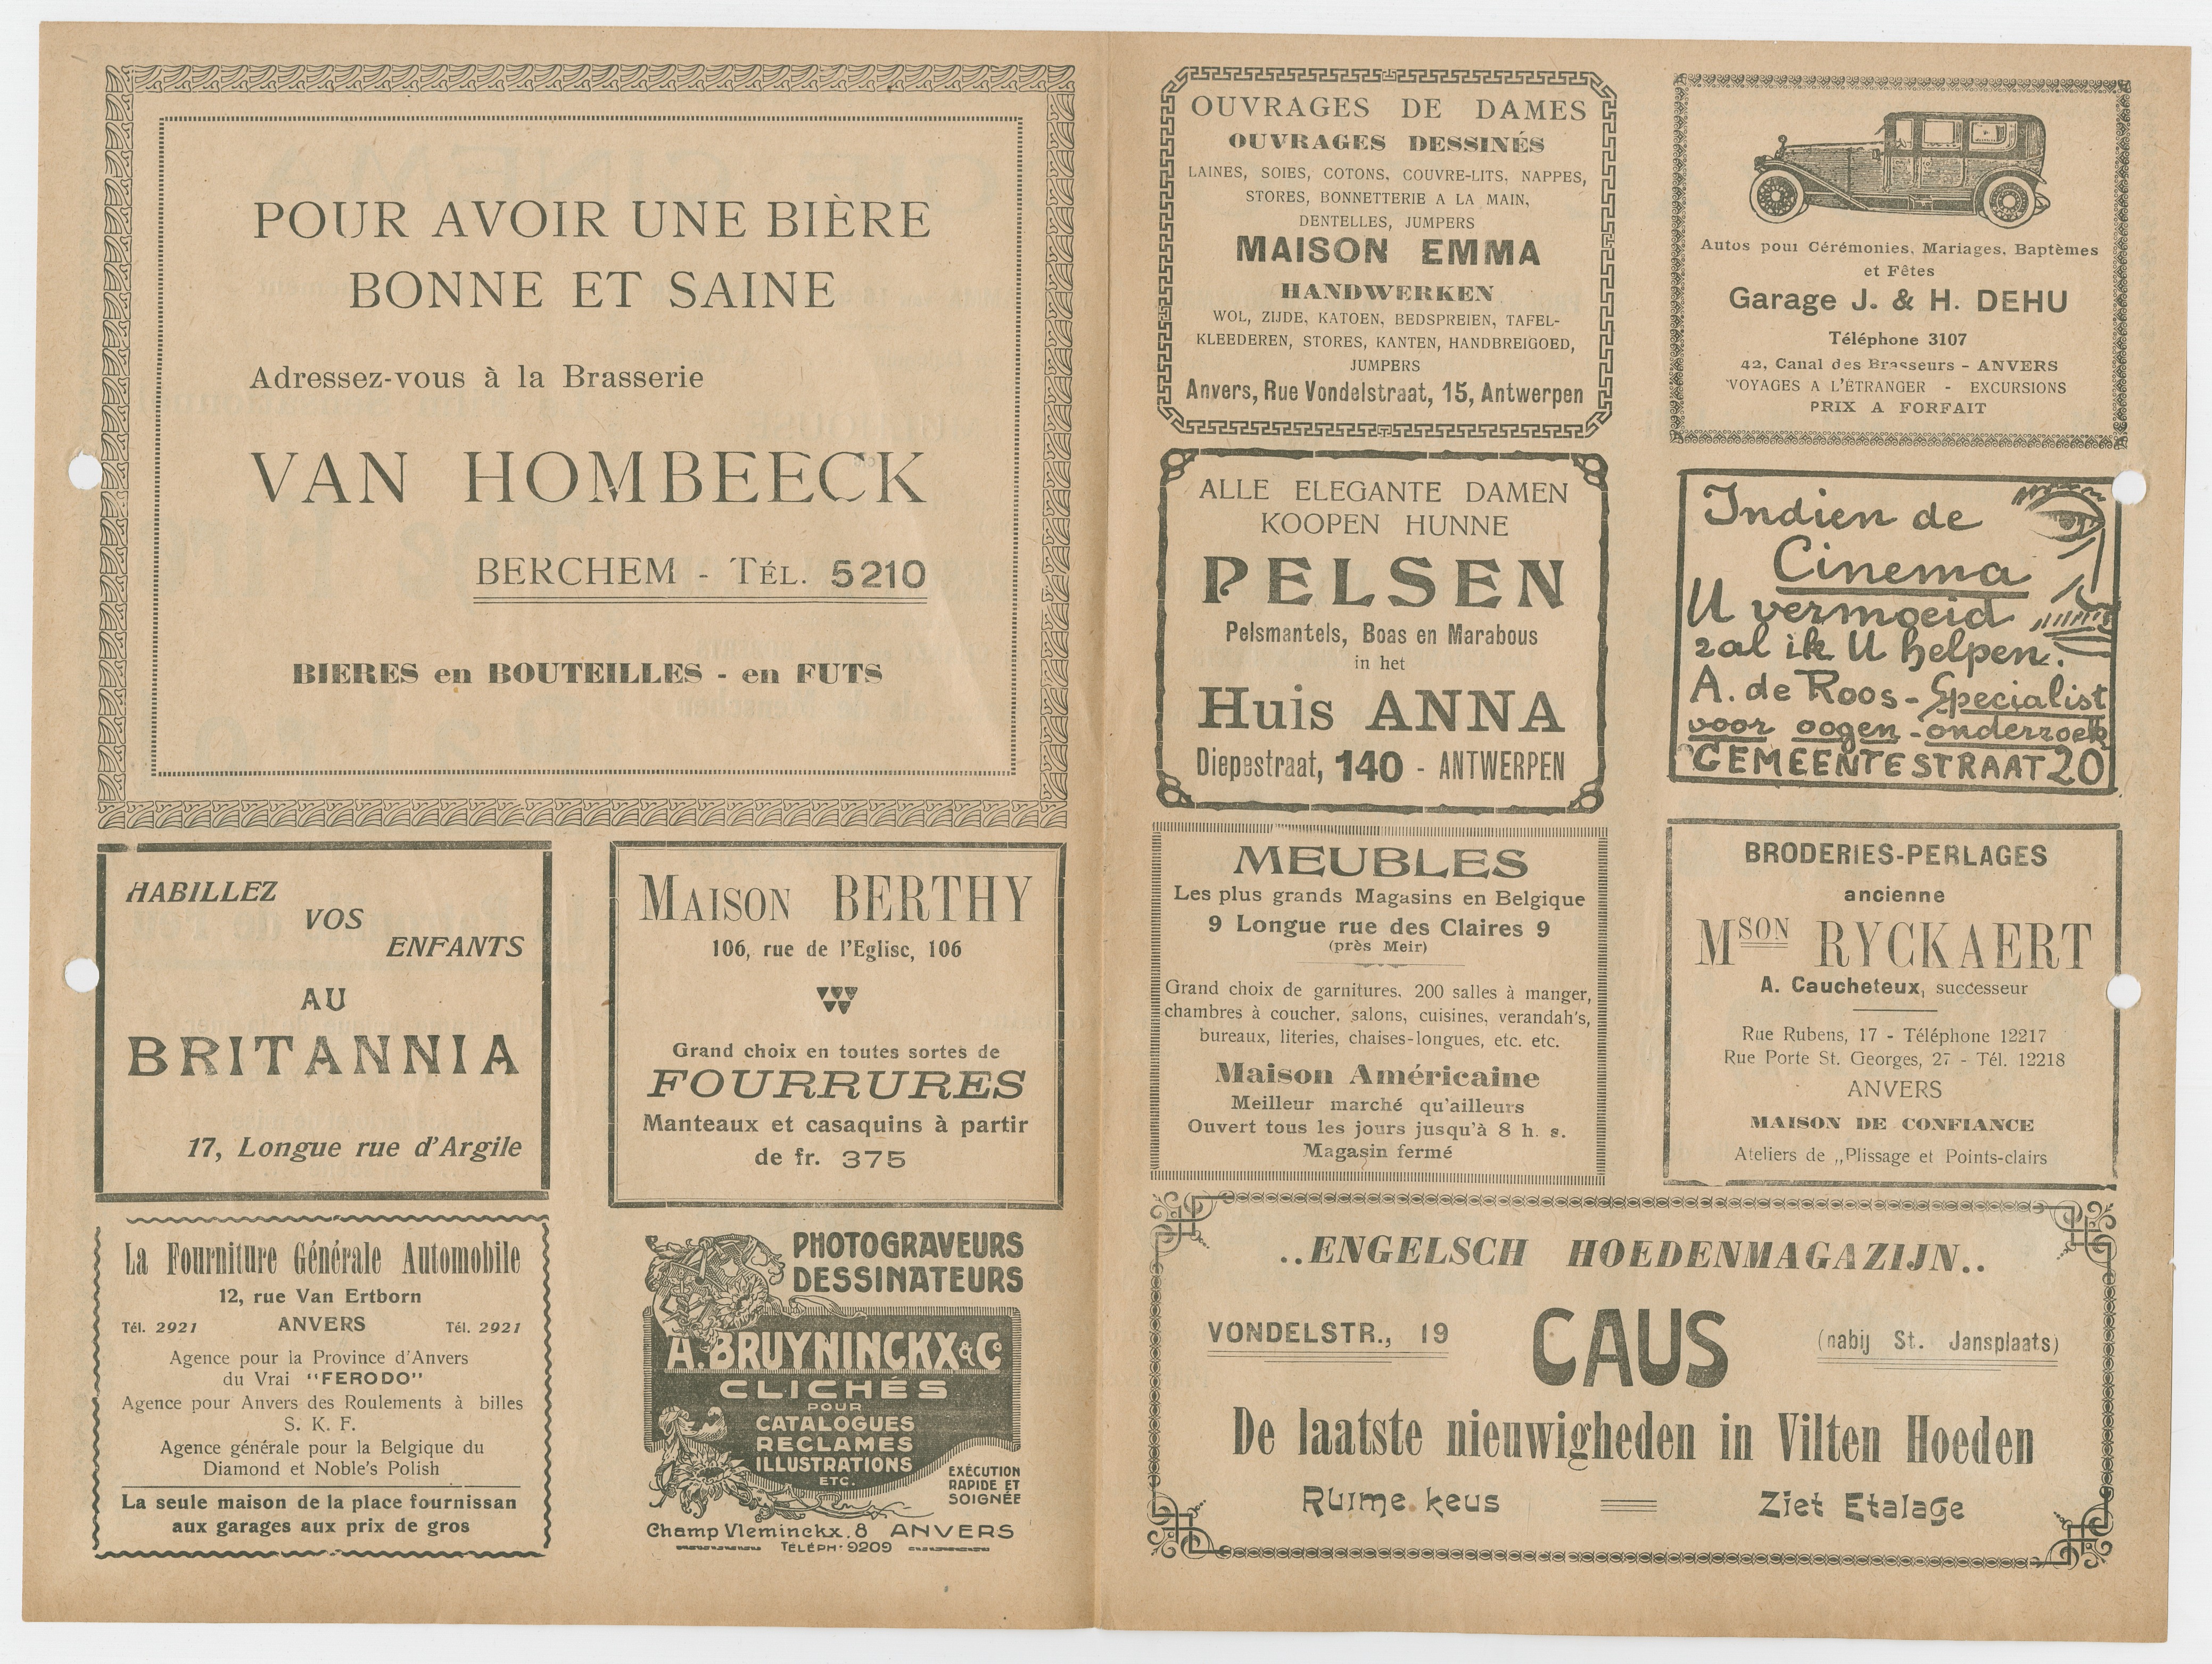 POUR AVOIR UNE BIÈRE
BONNE ET SAINE
Adressez-vous à la Brasserie
VAN HOMBEECK
BERCHEM - TÉL. 5210
BIERES en BOUTEILLES - en FUTS
HABILLEZ
VOS
ENFANTS
AU
BRITANNIA
17, Longue rue d'Argile
MAISON BERTHY
106, rue de l'Eglise, 106
Grand choix en toutes sortes de
FOURRURES
Manteaux et casaquins à partir
de fr. 375
La Fourniture Générale Automobile
12, rue Van Ertborn
Tél. 2921 ANVERS Tél. 2921
Agence pour la Province d'Anvers
du Vrai "FERODO"
Agence pour Anvers des Roulements à billes
S. K. F.
Agence générale pour la Belgique du
Diamond et Noble's Polish
La seule maison de la place fournissan
aux garages aux prix de gros
PHOTOGRAVEURS
DESSINATEURS
A. BRUYNINCKX & Co
CLICHÉS
POUR
CATALOGUES
RECLAMES
ILLUSTRATIONS
ETC.
EXÉCUTION
RAPIDE ET
SOIGNÉE
Champ Vleminckx. 8 ANVERS
TÉLÉPH · 9209
OUVRAGES DE DAMES
OUVRAGES DESSINÉS
LAINES, SOIES, COTONS, COUVRE-LITS, NAPPES,
STORES, BONNETTERIE A LA MAIN,
DENTELLES, JUMPERS
MAISON EMMA
HANDWERKEN
WOL, ZIJDE, KATOEN, BEDSPREIEN, TAFEL-
KLEEDEREN, STORES, KANTEN, HANDBREIGOED,
JUMPERS
Anvers, Rue Vondelstraat, 15, Antwerpen
Autos pour Cérémonies, Mariages, Baptèmes
et Fêtes
Garage J. & H. DEHU
Téléphone 3107
42, Canal des Brasseurs - ANVERS
VOYAGES A L'ÉTRANGER - EXCURSIONS
PRIX A FORFAIT
ALLE ELEGANTE DAMEN
KOOPEN HUNNE
PELSEN
Pelsmantels, Boas en Marabous
in het
Huis ANNA
Diepestraat, 140 - ANTWERPEN
Indien de
Cinema
U vermoeid
zal ik U helpen.
A. de Roos - Specialist
voor oogen - onderzoek
GEMEENTESTRAAT 20
MEUBLES
Les plus grands Magasins en Belgique
9 Longue rue des Claires 9
(près Meir)
Grand choix de garnitures, 200 salles à manger,
chambres à coucher, salons, cuisines, verandah's,
bureaux, literies, chaises-longues, etc. etc.
Maison Américaine
Meilleur marché qu'ailleurs
Ouvert tous les jours jusqu'à 8 h. s.
Magasin fermé
BRODERIES-PERLAGES
ancienne
MSON RYCKAERT
A. Caucheteux, successeur
Rue Rubens, 17 - Téléphone 12217
Rue Porte St. Georges, 27 - Tél. 12218
ANVERS
MAISON DE CONFIANCE
Ateliers de „Plissage et Points-clairs
..ENGELSCH HOEDENMAGAZIJN..
VONDELSTR., 19 CAUS (nabij St. Jansplaats)
De laatste nieuwigheden in Vilten Hoeden
Ruime keus Ziet Etalage